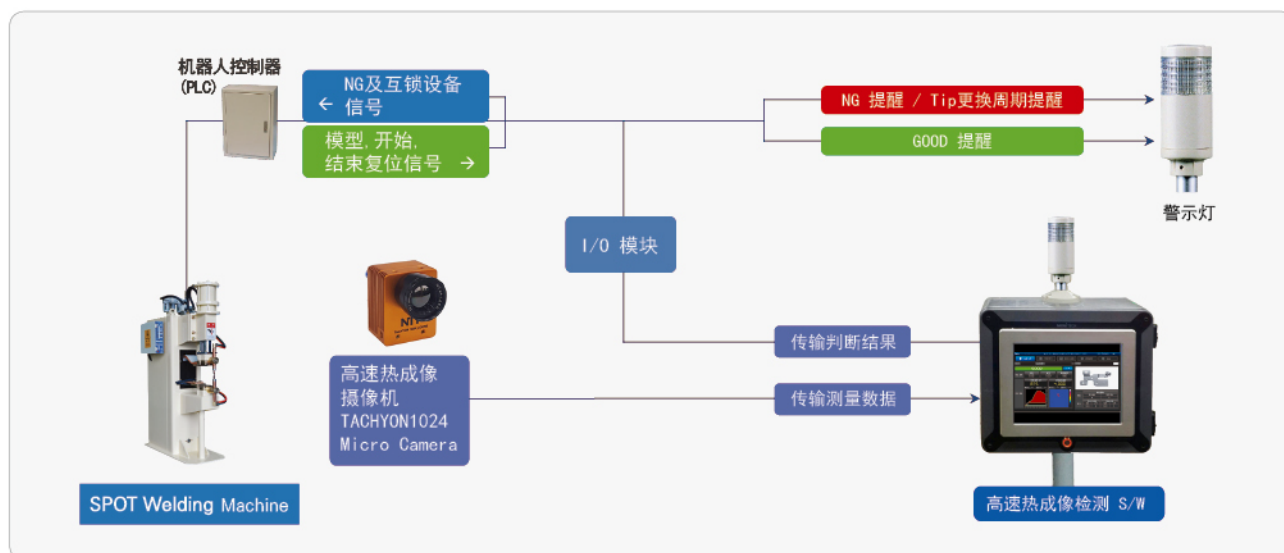 机器人控制器
(PLC)
← NG及互锁设备
信号
模型,开始,
结束复位信号 →
NG 提醒 / Tip更换周期提醒
GOOD 提醒
警示灯
I/O 模块
NIT
高速热成像
摄像机
TACHYON1024
Micro Camera
传输判断结果
传输测量数据
SPOT Welding Machine
高速热成像检测 S/W